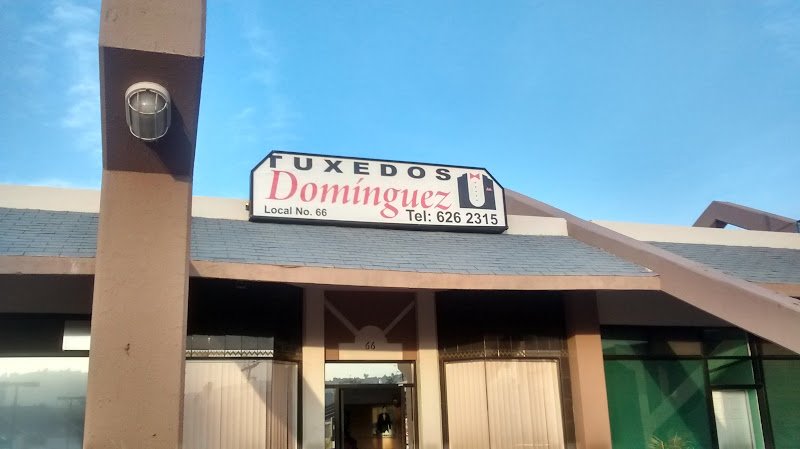 TUXEDOS
Domínguez
Local No. 66 Tel: 626 2315
66